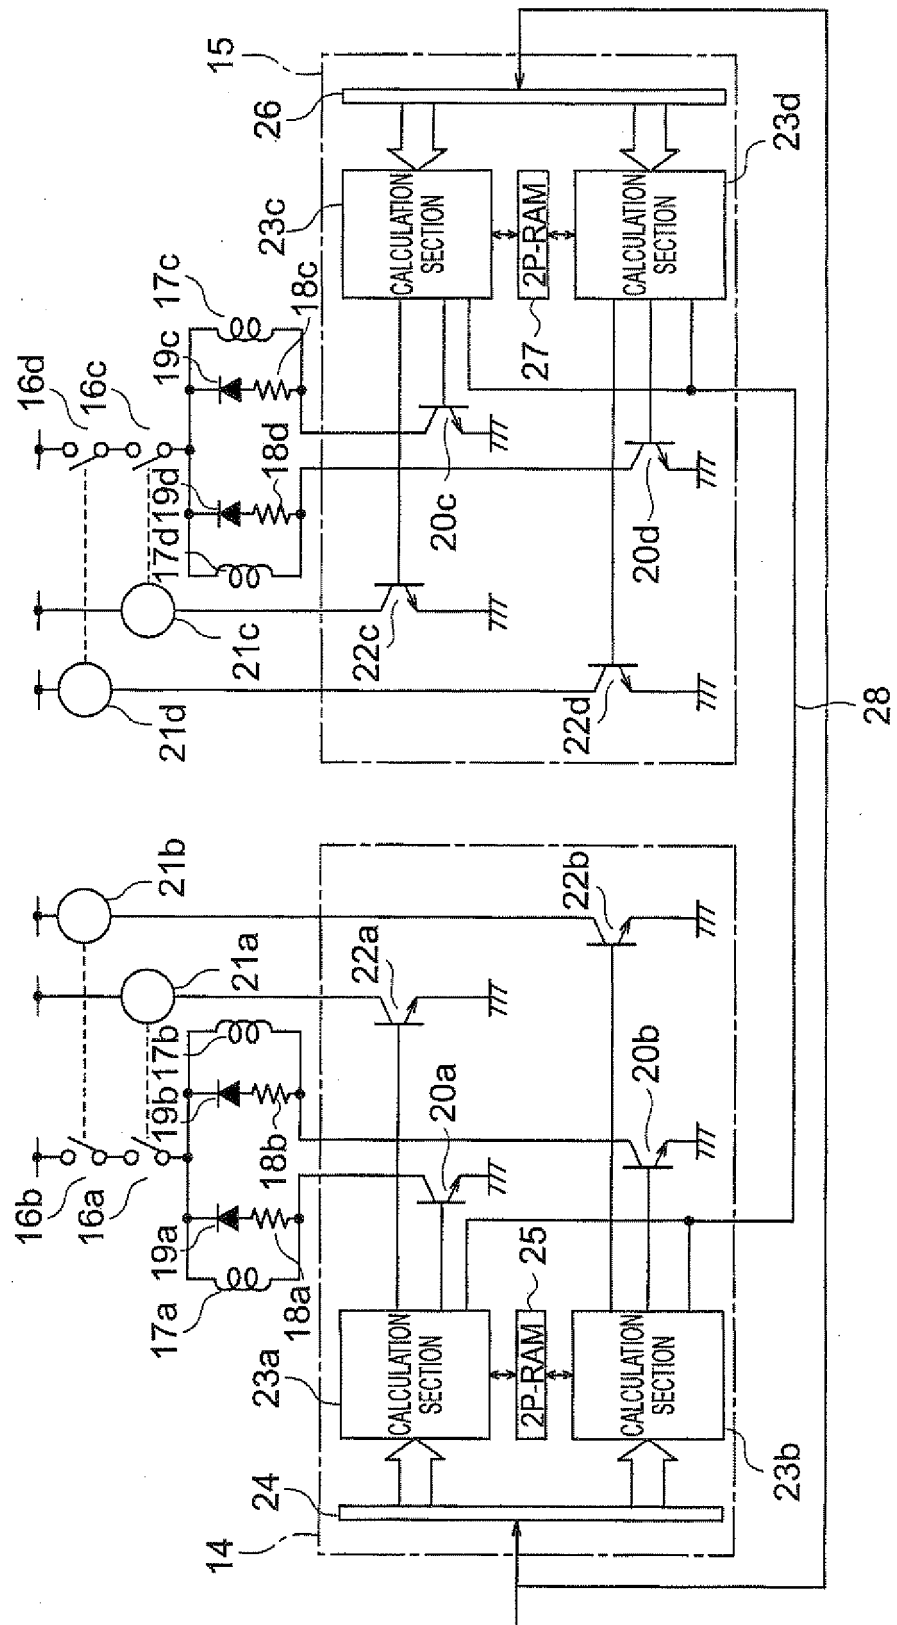 16b
16a
19a
17a
18a
19b
17b
18b
21a
21b
22a
22b
20a
20b
14
24
23a
CALCULATION
SECTION
2P-RAM
25
CALCULATION
SECTION
23b
21d
21c
17d
19d
18d
16d
16c
19c
17c
18c
22c
22d
20c
20d
15
26
23c
CALCULATION
SECTION
2P-RAM
27
CALCULATION
SECTION
23d
28